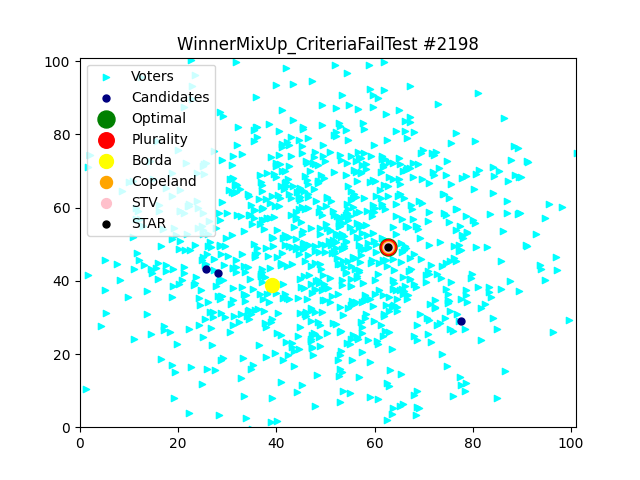 WinnerMixUp_CriteriaFailTest #2198
100
80
60
40
20
0
Voters
Candidates
Optimal
Plurality
Borda
Copeland
STV
STAR
0 20 40 60 80 100